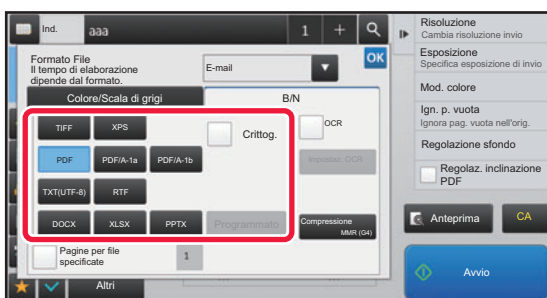 Ind.
aaa
1
Formato File
Il tempo di elaborazione
dipende dal formato.
E-mail
OK
Colore/Scala di grigi
B/N
TIFF
XPS
Crittog.
OCR
PDF
PDF/A-1a
PDF/A-1b
Impostaz. OCR
TXT(UTF-8)
RTF
DOCX
XLSX
PPTX
Programmato
Compressione
MMR (G4)
Pagine per file
specificate
1
Altri
Risoluzione
Cambia risoluzione invio
Esposizione
Specifica esposizione di invio
Mod. colore
Ign. p. vuota
Ignora pag. vuota nell'orig.
Regolazione sfondo
Regolaz. inclinazione
PDF
Anteprima
CA
Avvio